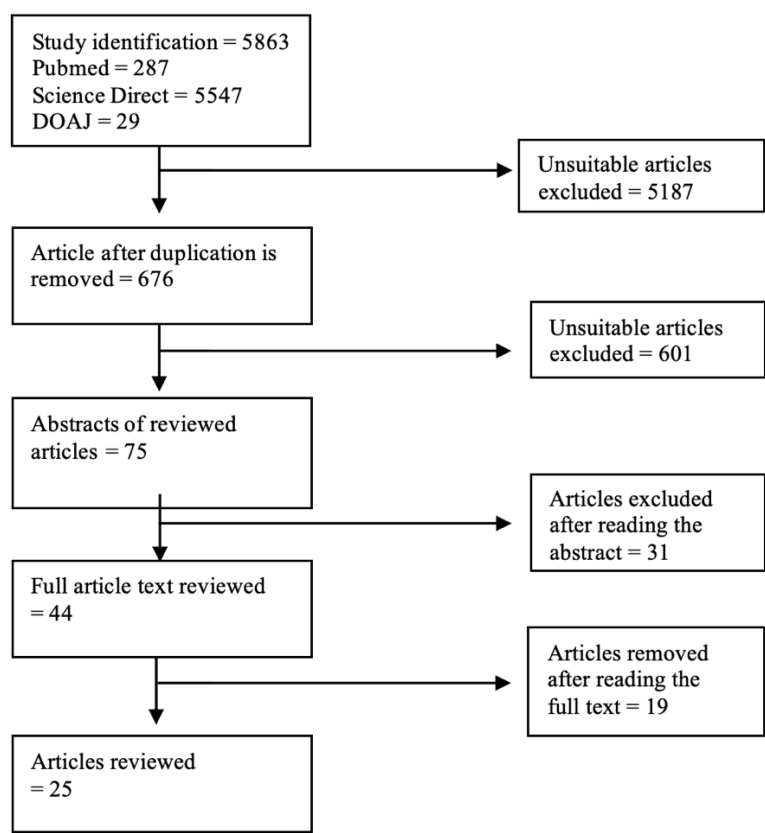 Study identification = 5863
Pubmed = 287
Science Direct = 5547
DOAJ = 29
Unsuitable articles
excluded = 5187
Article after duplication is
removed = 676
Unsuitable articles
excluded = 601
Abstracts of reviewed
articles = 75
Articles excluded
after reading the
abstract = 31
Full article text reviewed
= 44
Articles removed
after reading the
full text = 19
Articles reviewed
= 25